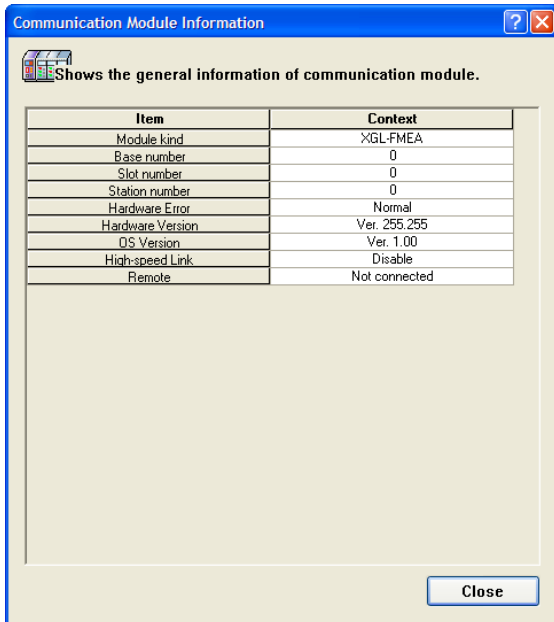 Communication Module Information
Shows the general information of communication module.
Item Context
Module kind XGL-FMEA
Base number 0
Slot number 0
Station number 0
Hardware Error Normal
Hardware Version Ver. 255.255
OS Version Ver. 1.00
High-speed Link Disable
Remote Not connected
Close